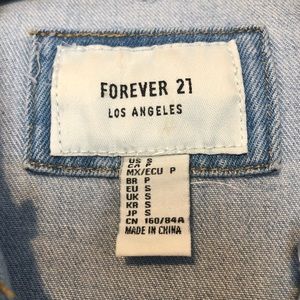 FOREVER 21
LOS ANGELES
US S
CA P
MX/ECU P
BR P
EU S
UK S
KR S
JP S
CN 160/84A
MADE IN CHINA